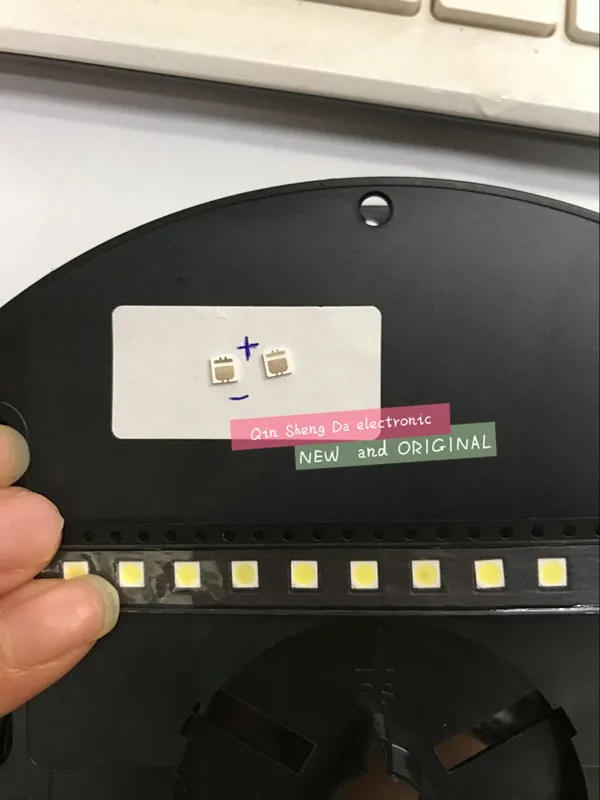 +
−
Qin Sheng Da electronic
NEW and ORIGINAL